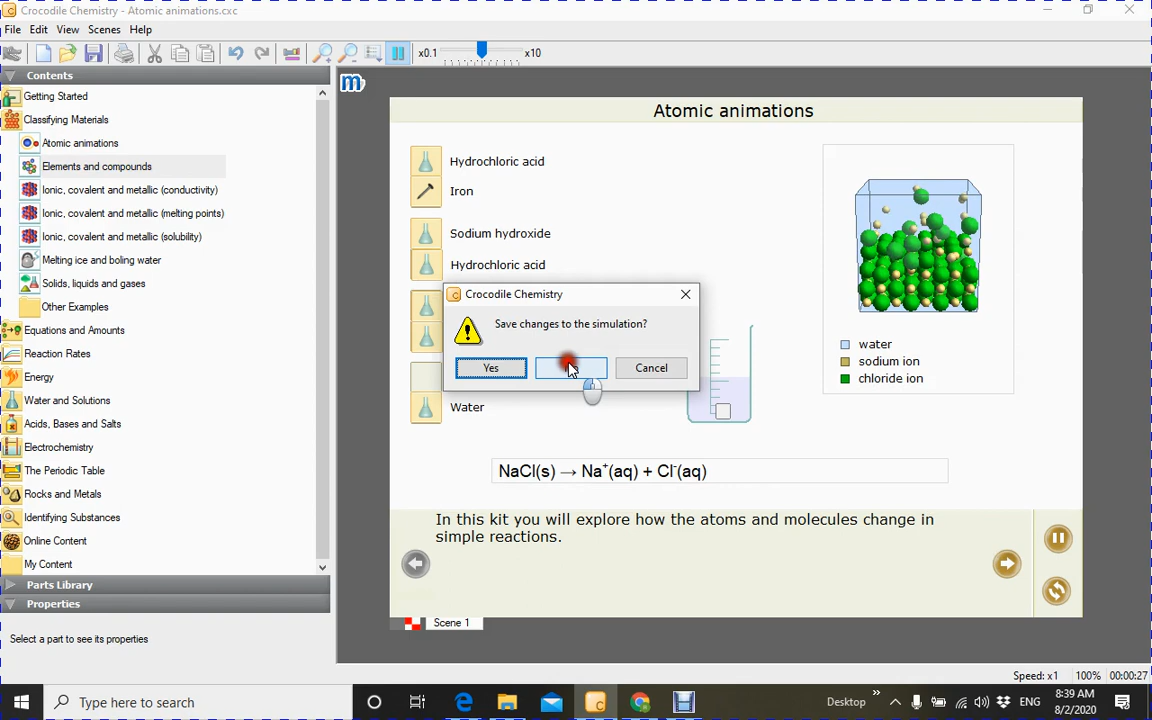 Crocodile Chemistry - Atomic animations.cxc
File Edit View Scenes Help
x0.1 x10
Contents
Getting Started
Classifying Materials
Atomic animations
Elements and compounds
Ionic, covalent and metallic (conductivity)
Ionic, covalent and metallic (melting points)
Ionic, covalent and metallic (solubility)
Melting ice and boiling water
Solids, liquids and gases
Other Examples
Equations and Amounts
Reaction Rates
Energy
Water and Solutions
Acids, Bases and Salts
Electrochemistry
The Periodic Table
Rocks and Metals
Identifying Substances
Online Content
My Content
Parts Library
Properties
Select a part to see its properties
m
Atomic animations
Hydrochloric acid
Iron
Sodium hydroxide
Hydrochloric acid
Water
Crocodile Chemistry
Save changes to the simulation?
Yes
Cancel
water
sodium ion
chloride ion
NaCl(s) → Na⁺(aq) + Cl⁻(aq)
In this kit you will explore how the atoms and molecules change in
simple reactions.
Scene 1
Speed: x1 100% 00:00:27
Type here to search
Desktop
ENG
8:39 AM
8/2/2020